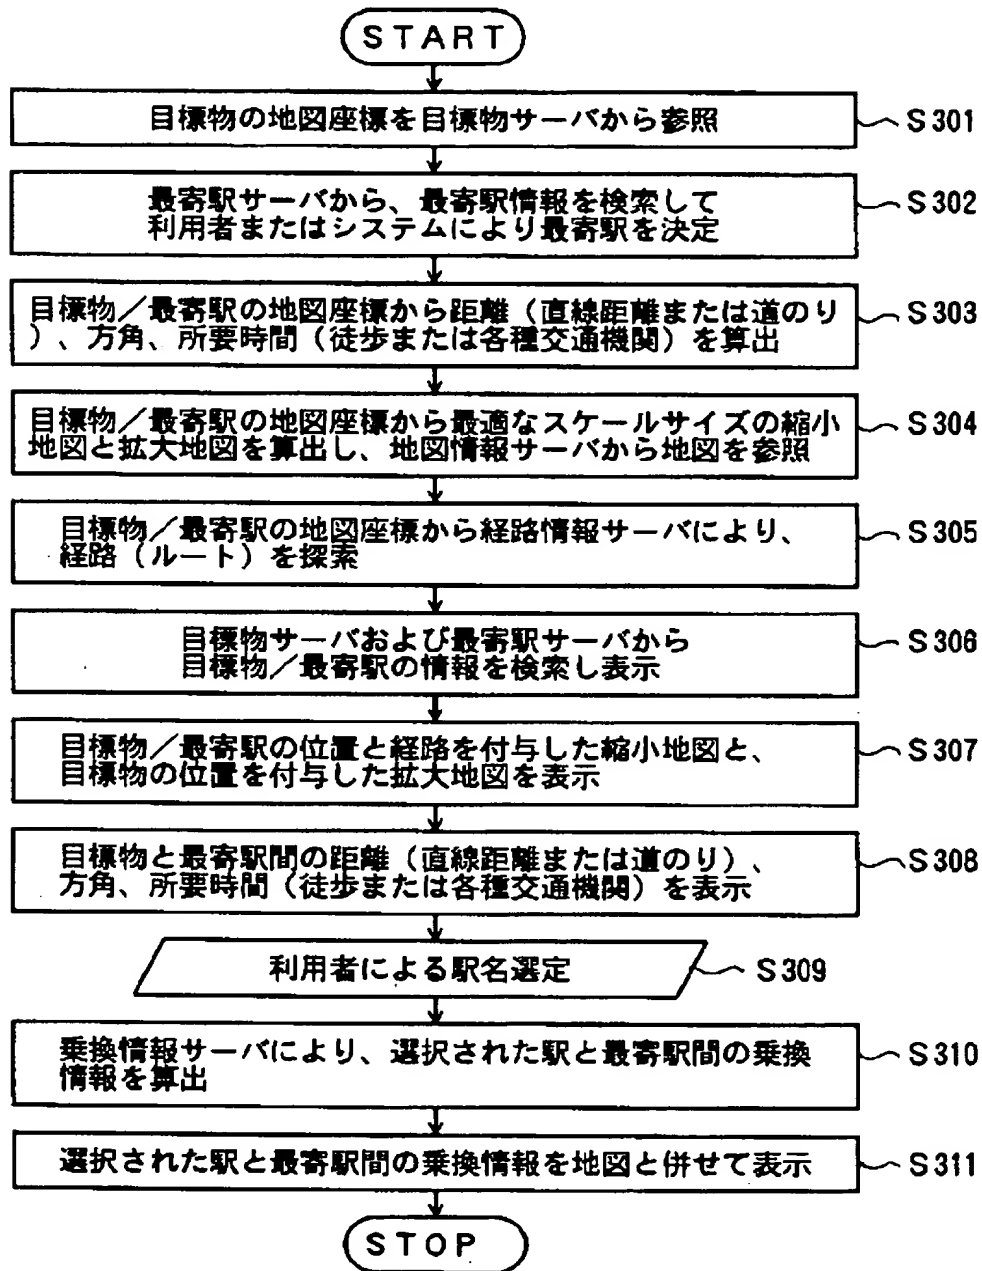 START
目標物の地図座標を目標物サーバから参照
S301
最寄駅サーバから、最寄駅情報を検索して
利用者またはシステムにより最寄駅を決定
S302
目標物／最寄駅の地図座標から距離（直線距離または道のり
）、方角、所要時間（徒歩または各種交通機関）を算出
S303
目標物／最寄駅の地図座標から最適なスケールサイズの縮小
地図と拡大地図を算出し、地図情報サーバから地図を参照
S304
目標物／最寄駅の地図座標から経路情報サーバにより、
経路（ルート）を探索
S305
目標物サーバおよび最寄駅サーバから
目標物／最寄駅の情報を検索し表示
S306
目標物／最寄駅の位置と経路を付与した縮小地図と、
目標物の位置を付与した拡大地図を表示
S307
目標物と最寄駅間の距離（直線距離または道のり）、
方角、所要時間（徒歩または各種交通機関）を表示
S308
利用者による駅名選定
S309
乗換情報サーバにより、選択された駅と最寄駅間の乗換
情報を算出
S310
選択された駅と最寄駅間の乗換情報を地図と併せて表示
S311
STOP